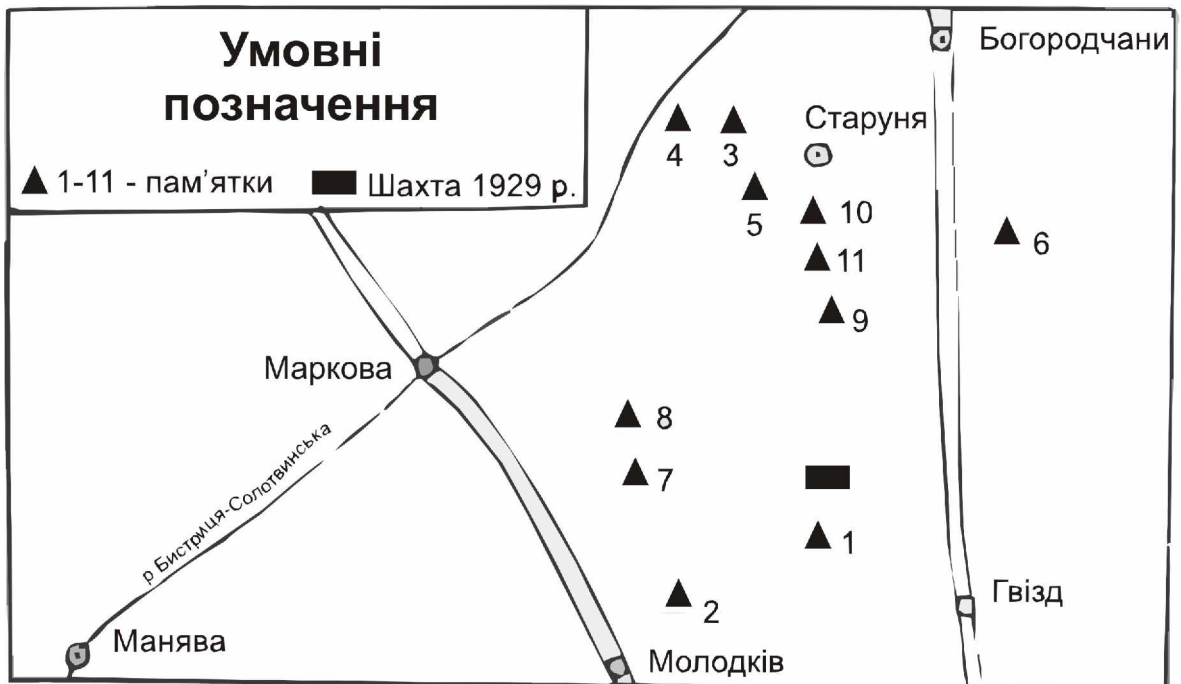 Умовні
позначення
1-11 - пам’ятки
Шахта 1929 р.
Богородчани
Старуня
4
3
5
10
6
11
9
Маркова
8
7
р Бистриця-Солотвинська
1
2
Гвізд
Манява
Молодків